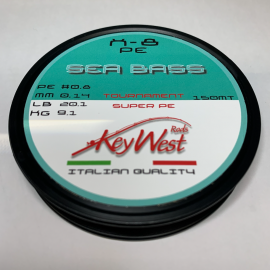 X-8
PE
SEA BASS
PE #0.8
MM 0.14 TOURNAMENT 150MT
LB 20.1 SUPER PE
KG 9.1
Rods
KeyWest
ITALIAN QUALITY